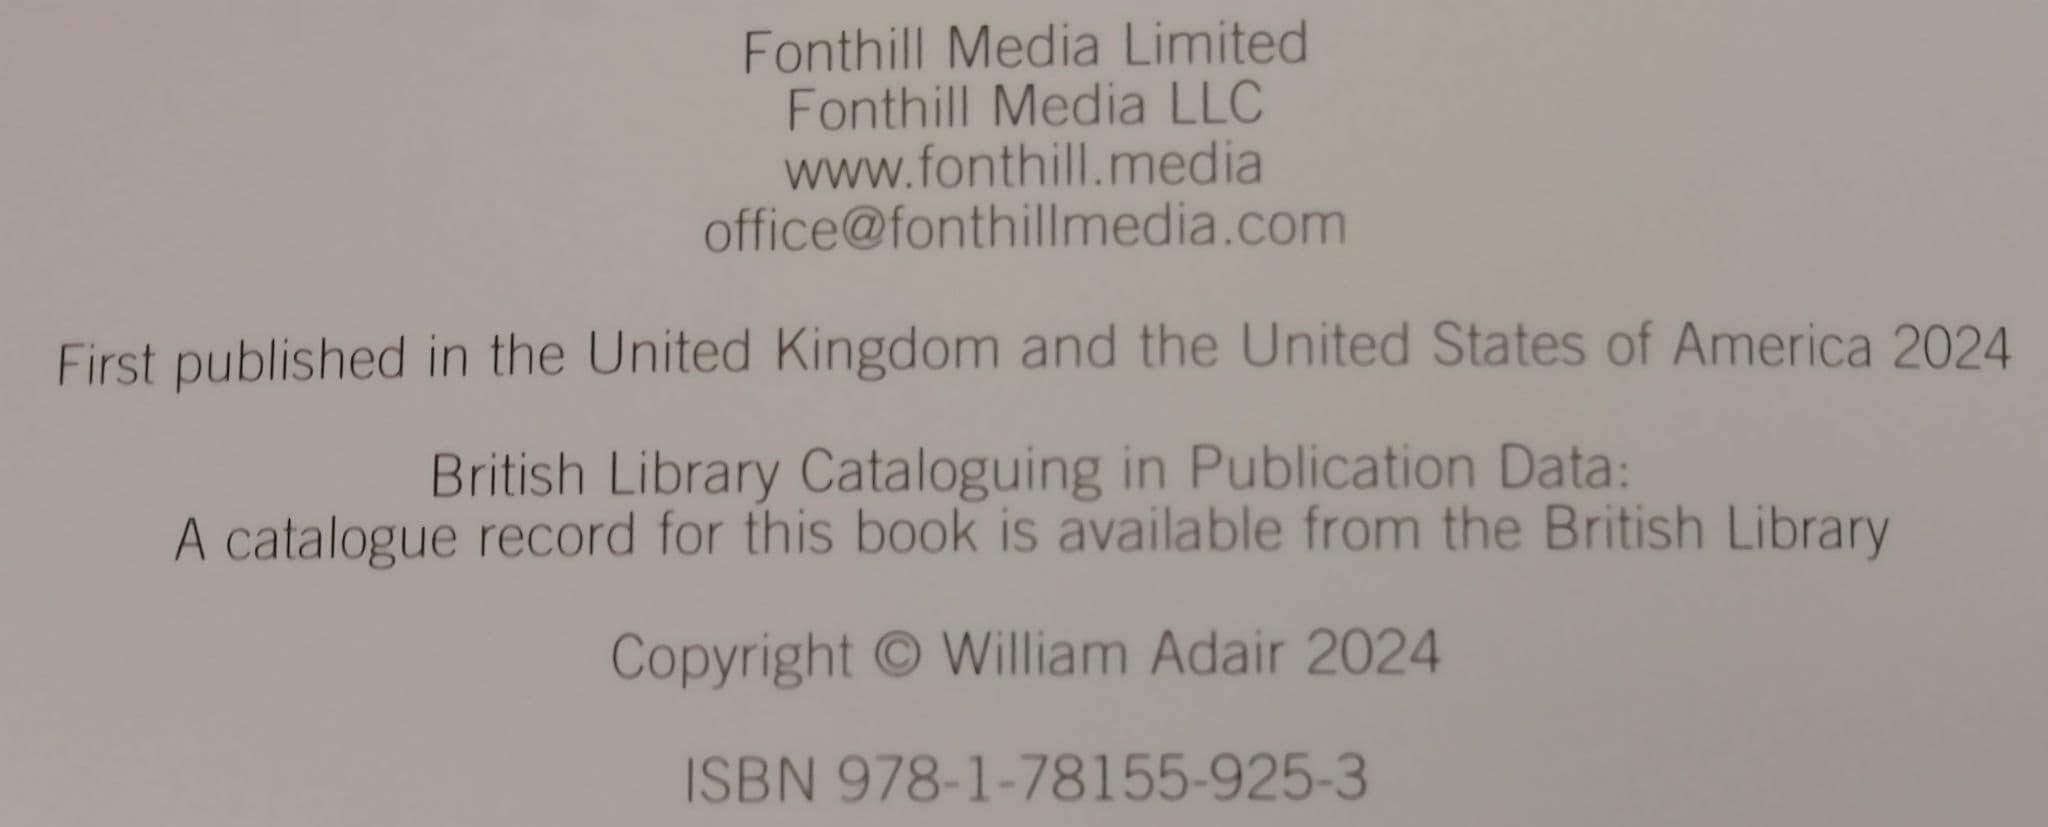 Fonthill Media Limited
Fonthill Media LLC
www.fonthill.media
office@fonthillmedia.com
First published in the United Kingdom and the United States of America 2024
British Library Cataloguing in Publication Data:
A catalogue record for this book is available from the British Library
Copyright © William Adair 2024
ISBN 978-1-78155-925-3